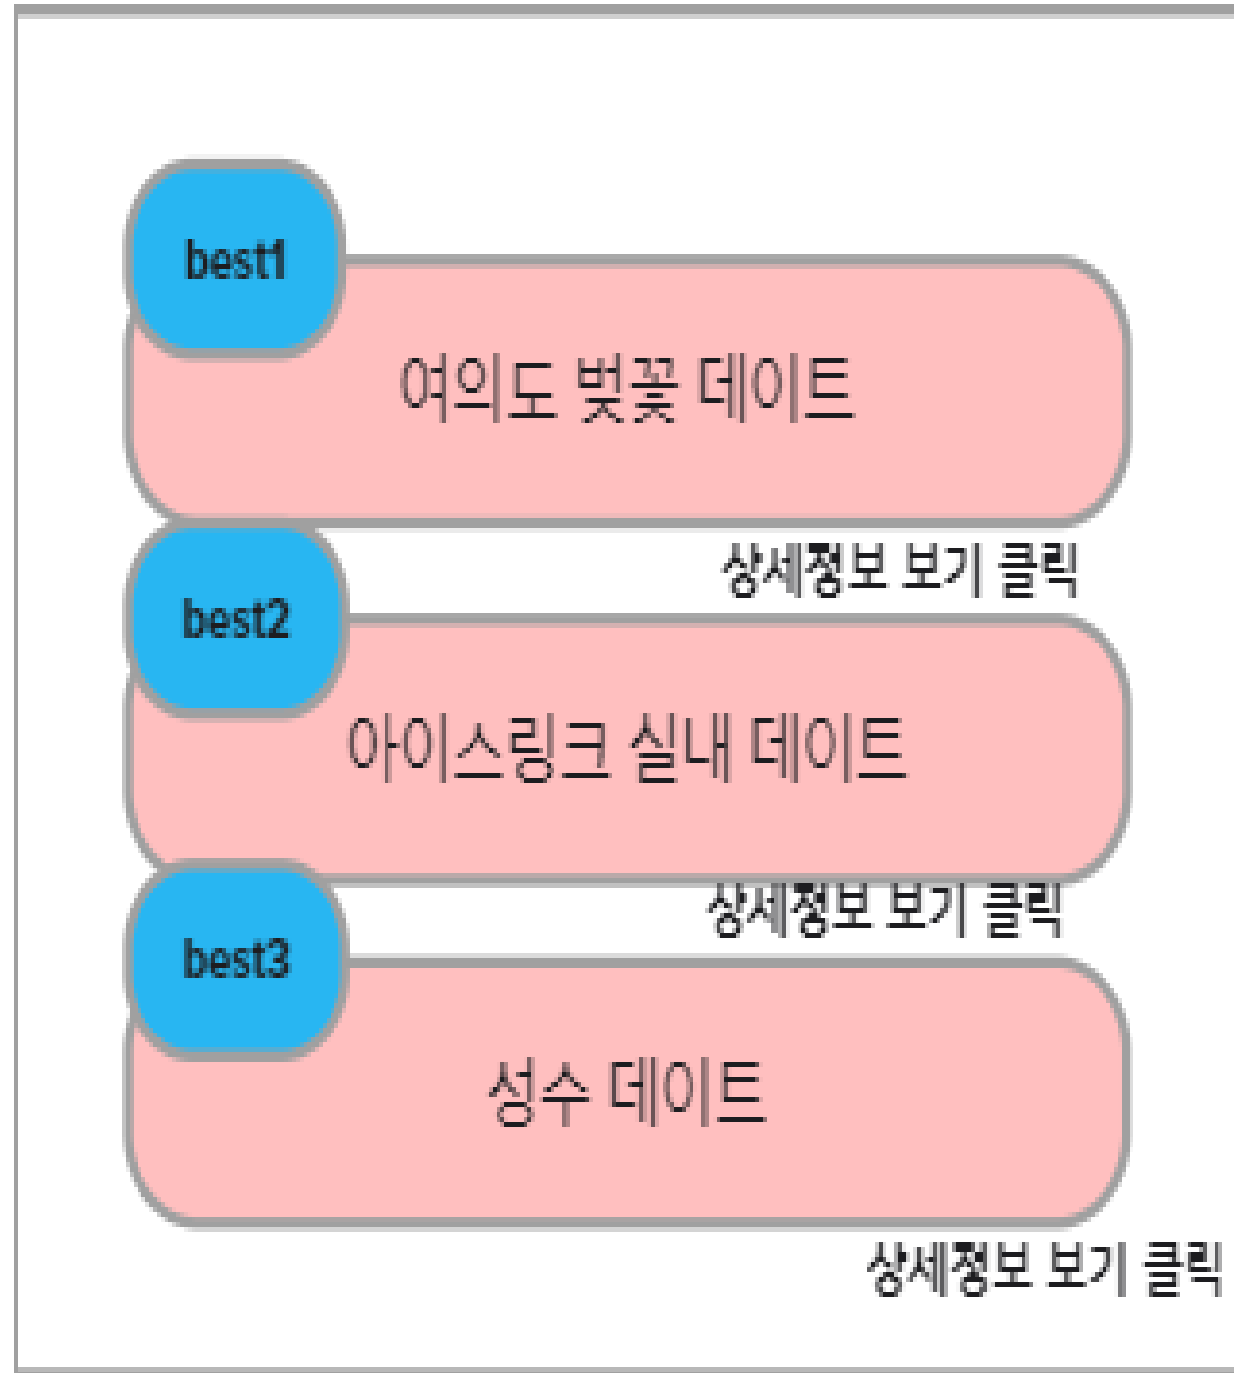 best1
여의도 벚꽃 데이트
상세정보 보기 클릭
best2
아이스링크 실내 데이트
상세정보 보기 클릭
best3
성수 데이트
상세정보 보기 클릭